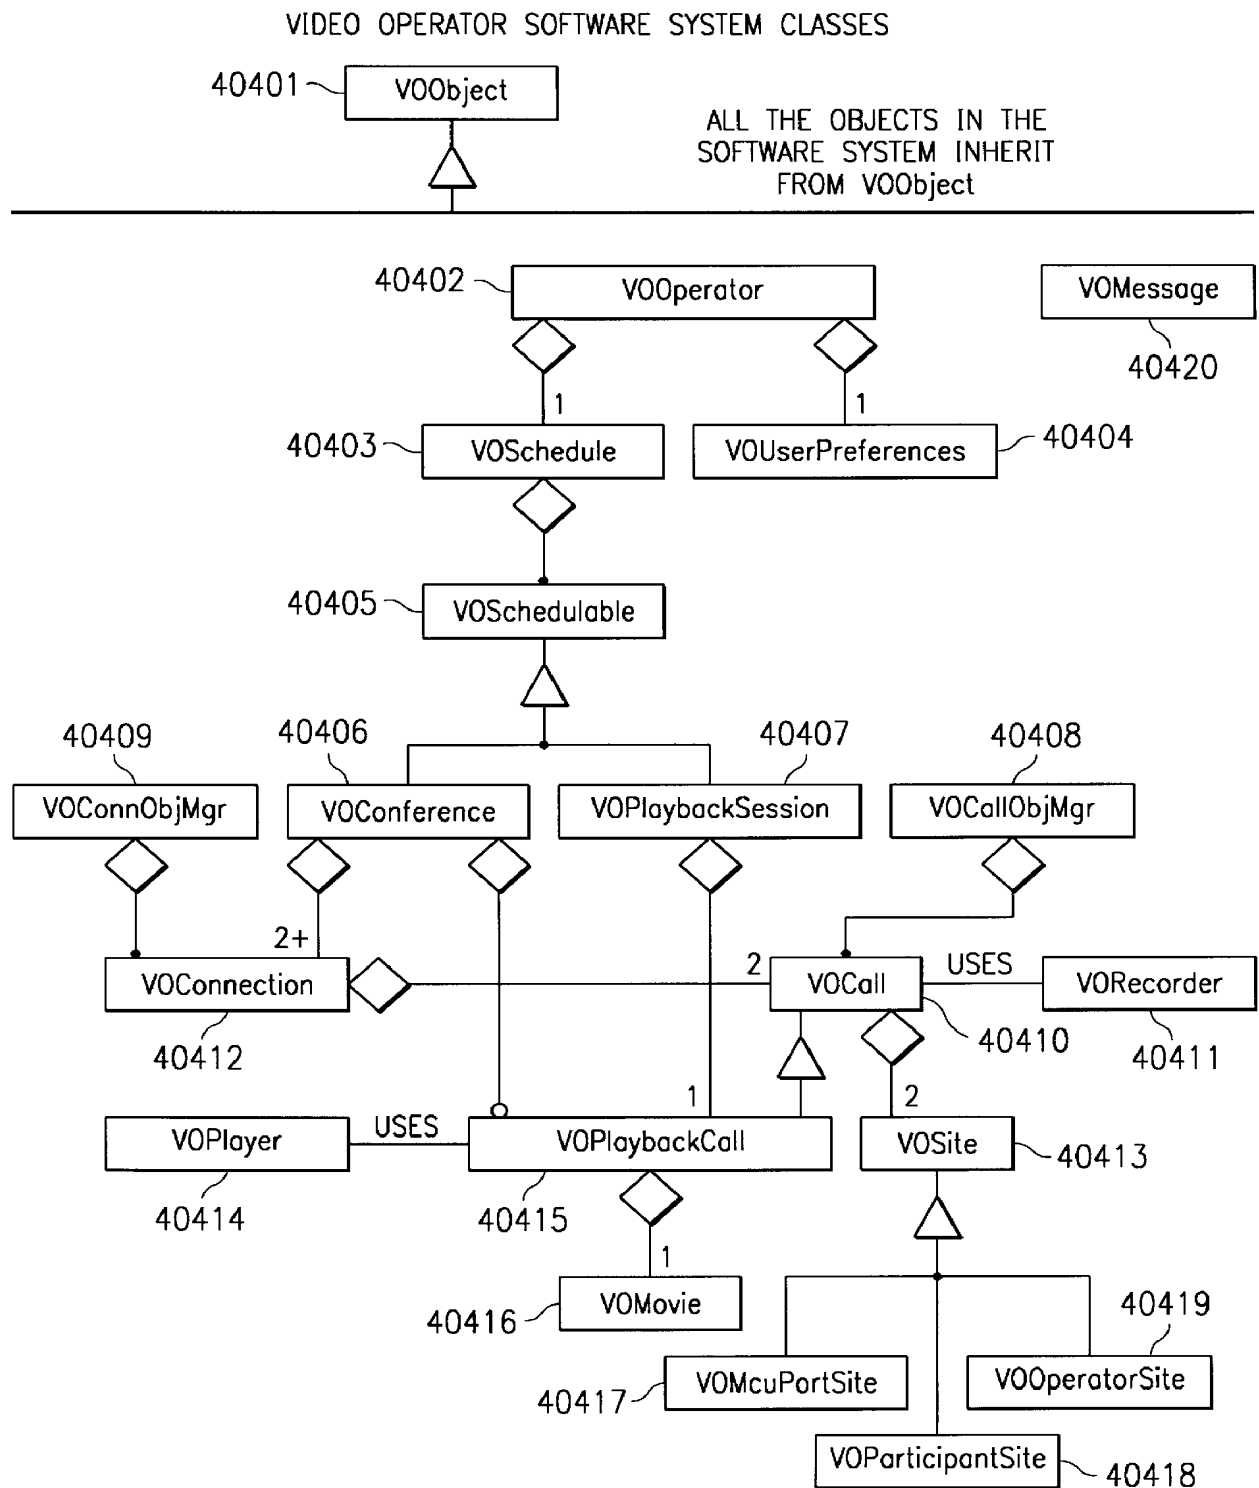 VIDEO OPERATOR SOFTWARE SYSTEM CLASSES
40401
VOObject
ALL THE OBJECTS IN THE
SOFTWARE SYSTEM INHERIT
FROM VOObject
40402
VOOperator
VOMessage
40420
1
1
40403
VOSchedule
VOUserPreferences
40404
40405
VOSchedulable
40409
40406
40407
40408
VOConnObjMgr
VOConference
VOPlaybackSession
VOCallObjMgr
2+
2
USES
VOConnection
VOCall
VORecorder
40412
40410
40411
1
2
VOPlayer
USES
VOPlaybackCall
VOSite
40413
40414
40415
1
40416
VOMovie
40419
40417
VOMcuPortSite
VOOperatorSite
VOParticipantSite
40418